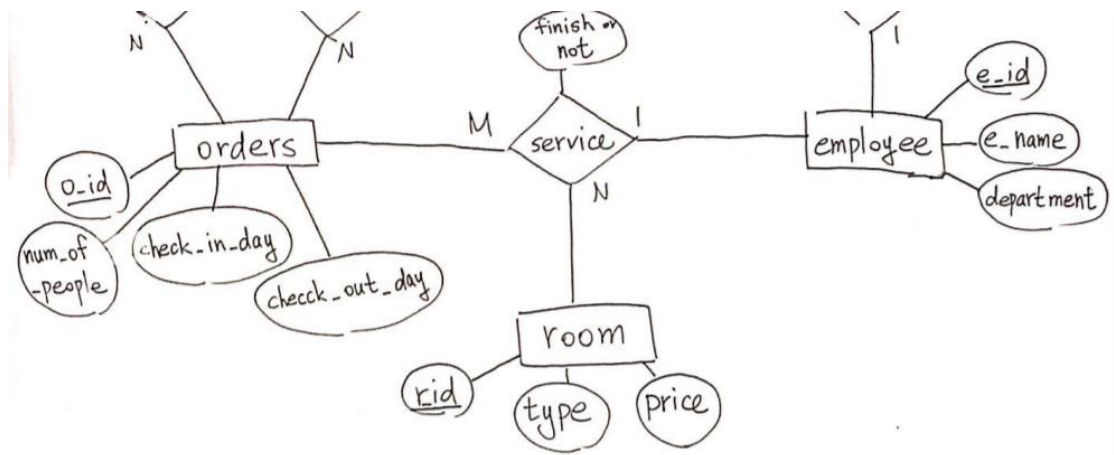 N
N
finish or
not
1
e_id
orders
M
service
1
employee
e_name
o_id
N
department
num_of
-people
check_in_day
checck_out_day
room
r_id
type
price